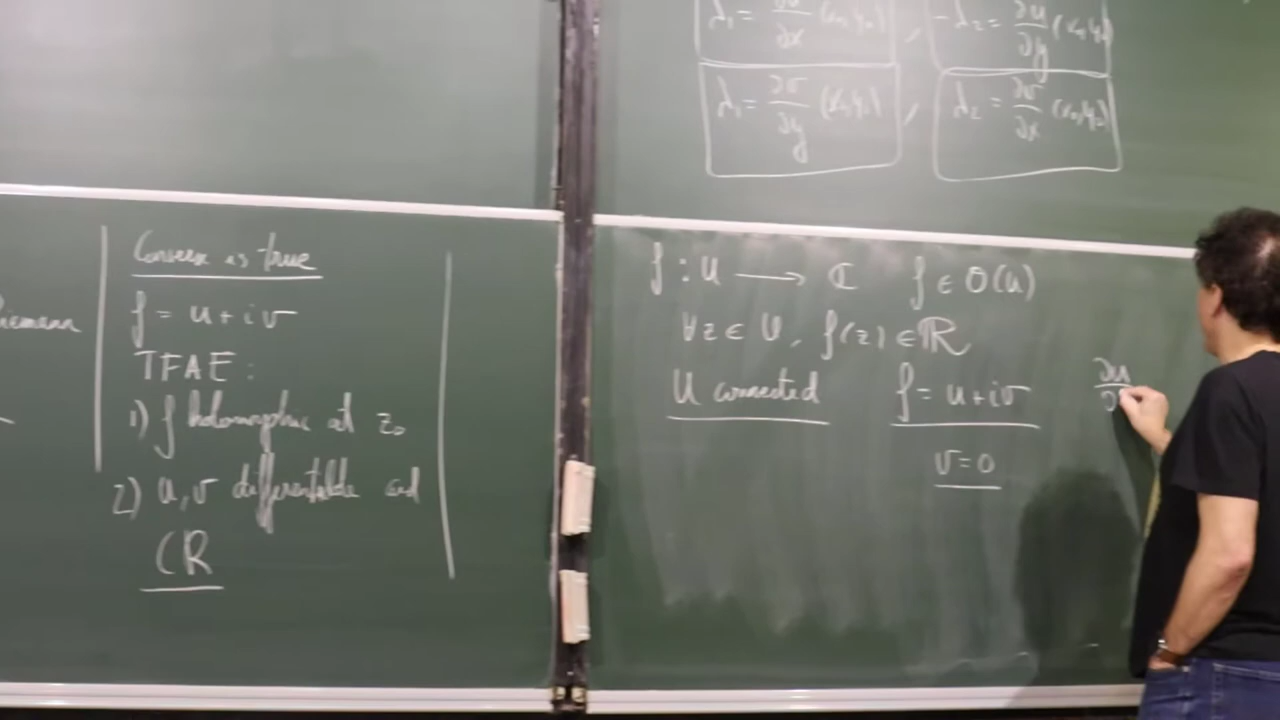 λ₁ = ∂u/∂x (x₀,y₀) , -λ₂ = ∂u/∂y (x₀,y₀)
λ₁ = ∂v/∂y (x₀,y₀) , λ₂ = ∂v/∂x (x₀,y₀)
Riemann
Converse is true
f = u + i v
TFAE :
1) f holomorphic at z₀
2) u, v differentiable and
CR
f : U ⟶ ℂ f ∈ O(U)
∀z ∈ U, f(z) ∈ ℝ
U connected f = u + iv
v = 0
∂u